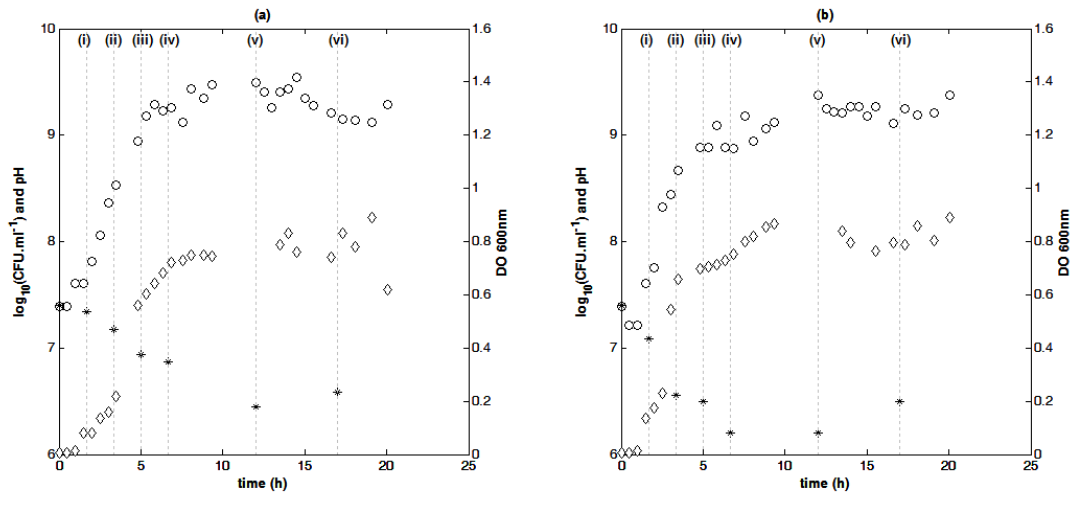 (a)
(i) (ii) (iii) (iv) (v) (vi)
10
9
8
7
6
log10(CFU.ml-1) and pH
1.6
1.4
1.2
1
0.8
0.6
0.4
0.2
0
DO 600nm
0 5 10 15 20 25
time (h)
(b)
(i) (ii) (iii) (iv) (v) (vi)
10
9
8
7
6
log10(CFU.ml-1) and pH
1.6
1.4
1.2
1
0.8
0.6
0.4
0.2
0
DO 600nm
0 5 10 15 20 25
time (h)